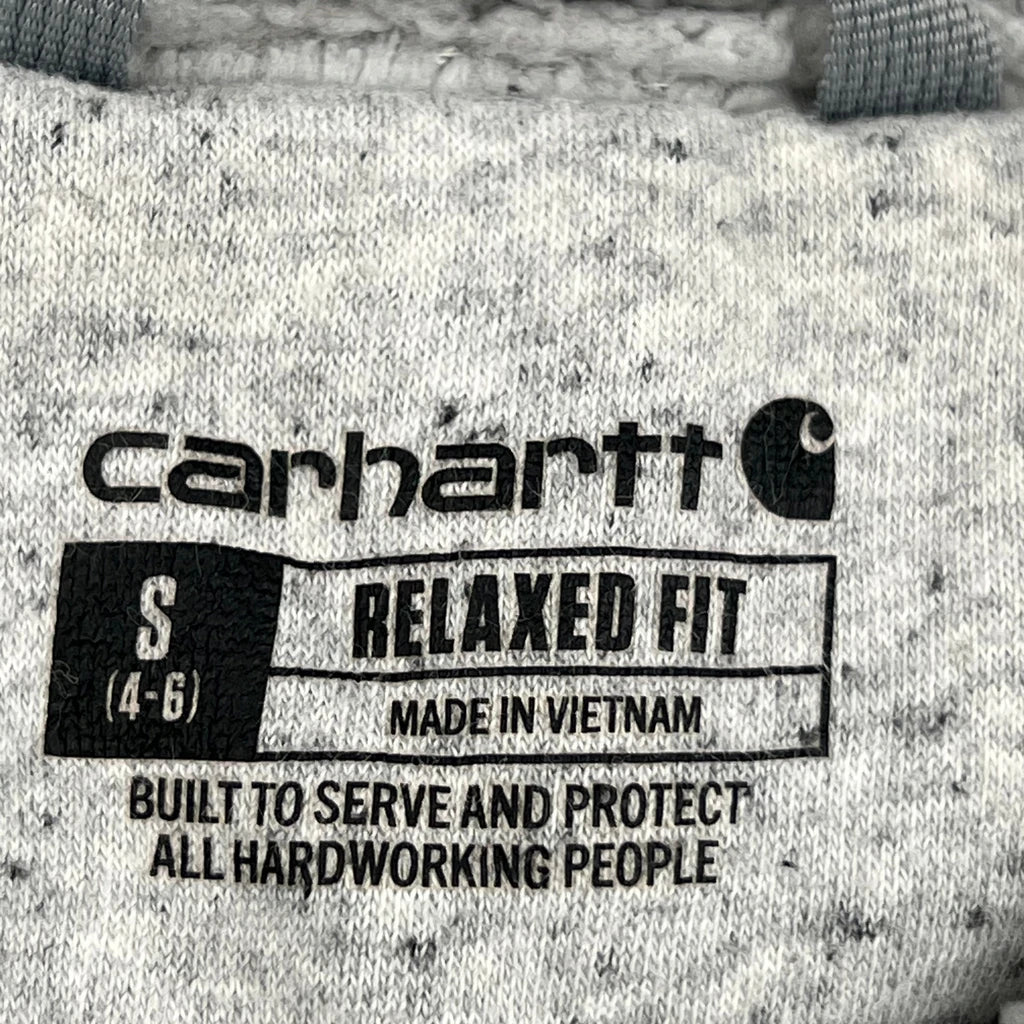 carhartt
S
(4-6)
RELAXED FIT
MADE IN VIETNAM
BUILT TO SERVE AND PROTECT
ALL HARDWORKING PEOPLE